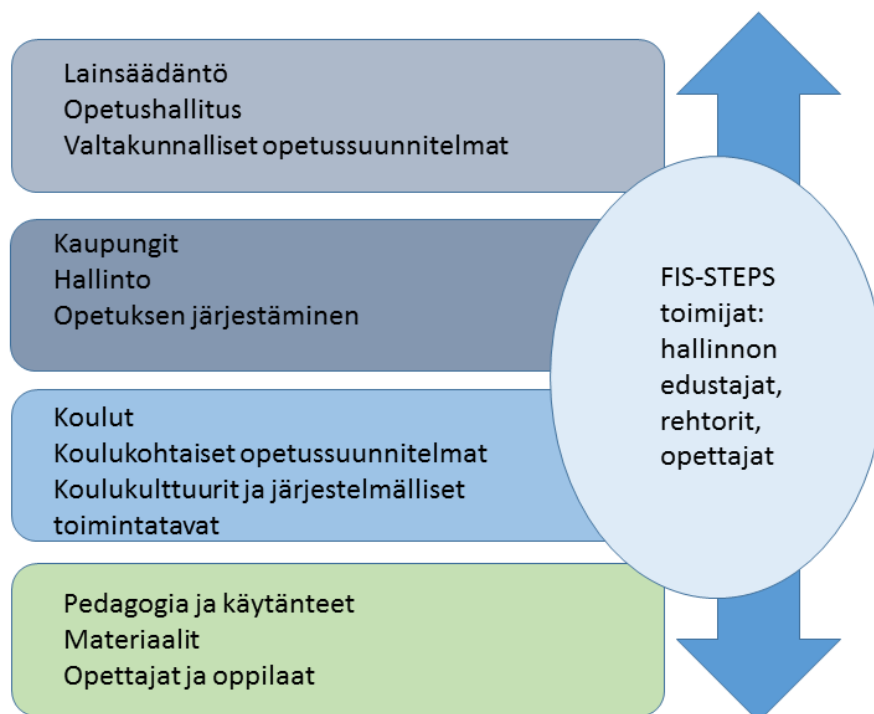 Lainsäädäntö
Opetushallitus
Valtakunnalliset opetussuunnitelmat
Kaupungit
Hallinto
Opetuksen järjestäminen
Koulut
Koulukohtaiset opetussuunnitelmat
Koulukulttuurit ja järjestelmälliset
toimintatavat
Pedagogia ja käytänteet
Materiaalit
Opettajat ja oppilaat
FIS-STEPS
toimijat:
hallinnon
edustajat,
rehtorit,
opettajat